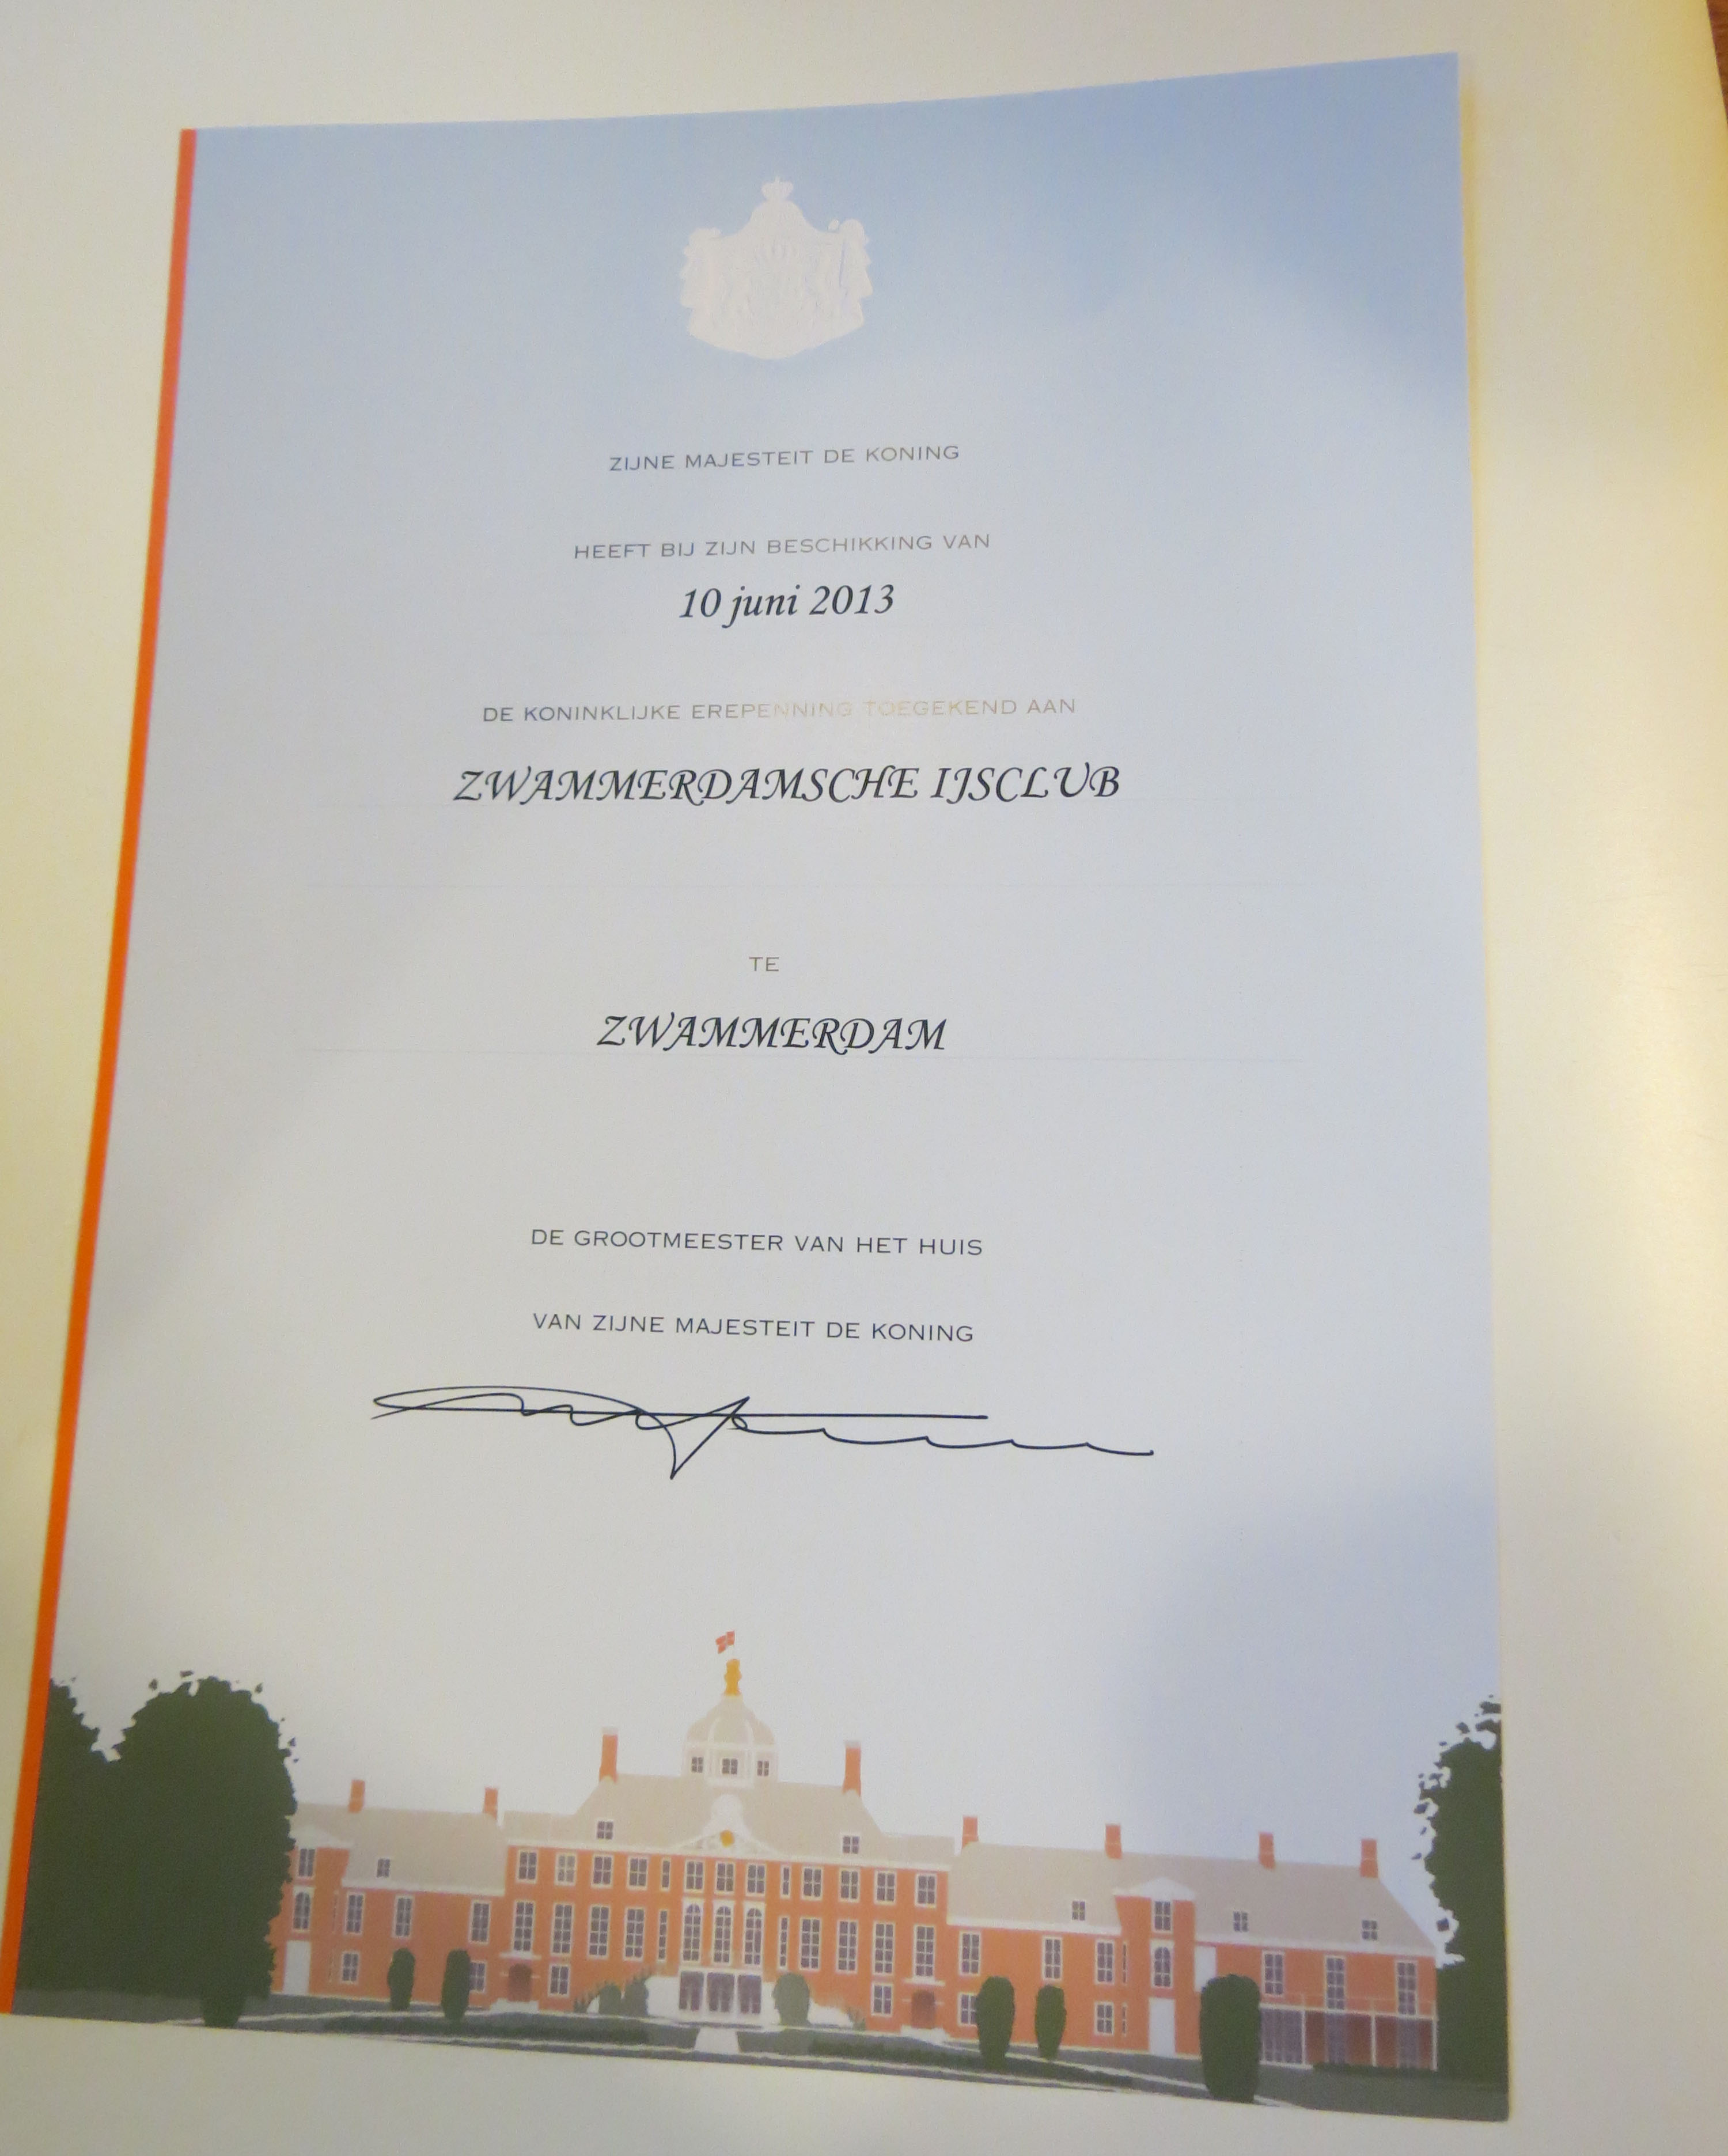 ZIJNE MAJESTEIT DE KONING
HEEFT BIJ ZIJN BESCHIKKING VAN
10 juni 2013
DE KONINKLIJKE EREPENNING TOEGEKEND AAN
ZWAMMERDAMSCHE IJSCLUB
TE
ZWAMMERDAM
DE GROOTMEESTER VAN HET HUIS
VAN ZIJNE MAJESTEIT DE KONING